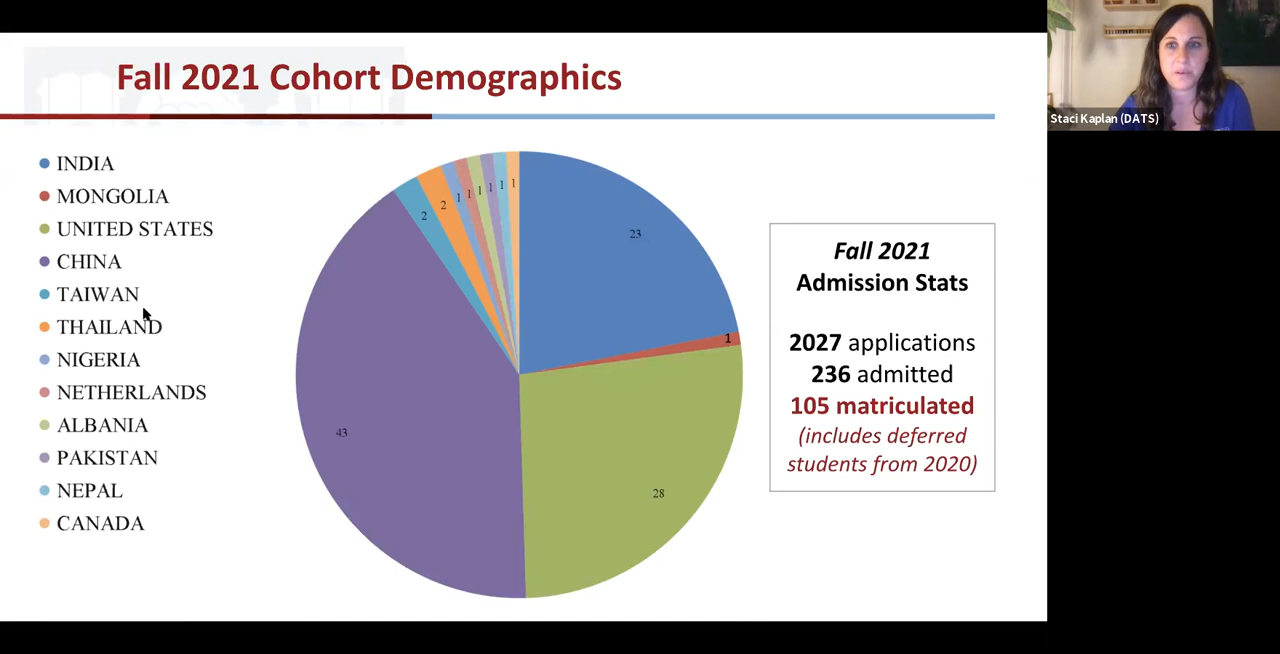 Fall 2021 Cohort Demographics
INDIA
MONGOLIA
UNITED STATES
CHINA
TAIWAN
THAILAND
NIGERIA
NETHERLANDS
ALBANIA
PAKISTAN
NEPAL
CANADA
23
1
28
43
2
2
1
1
1
1
1
1
Fall 2021
Admission Stats
2027 applications
236 admitted
105 matriculated
(includes deferred
students from 2020)
Staci Kaplan (DATS)